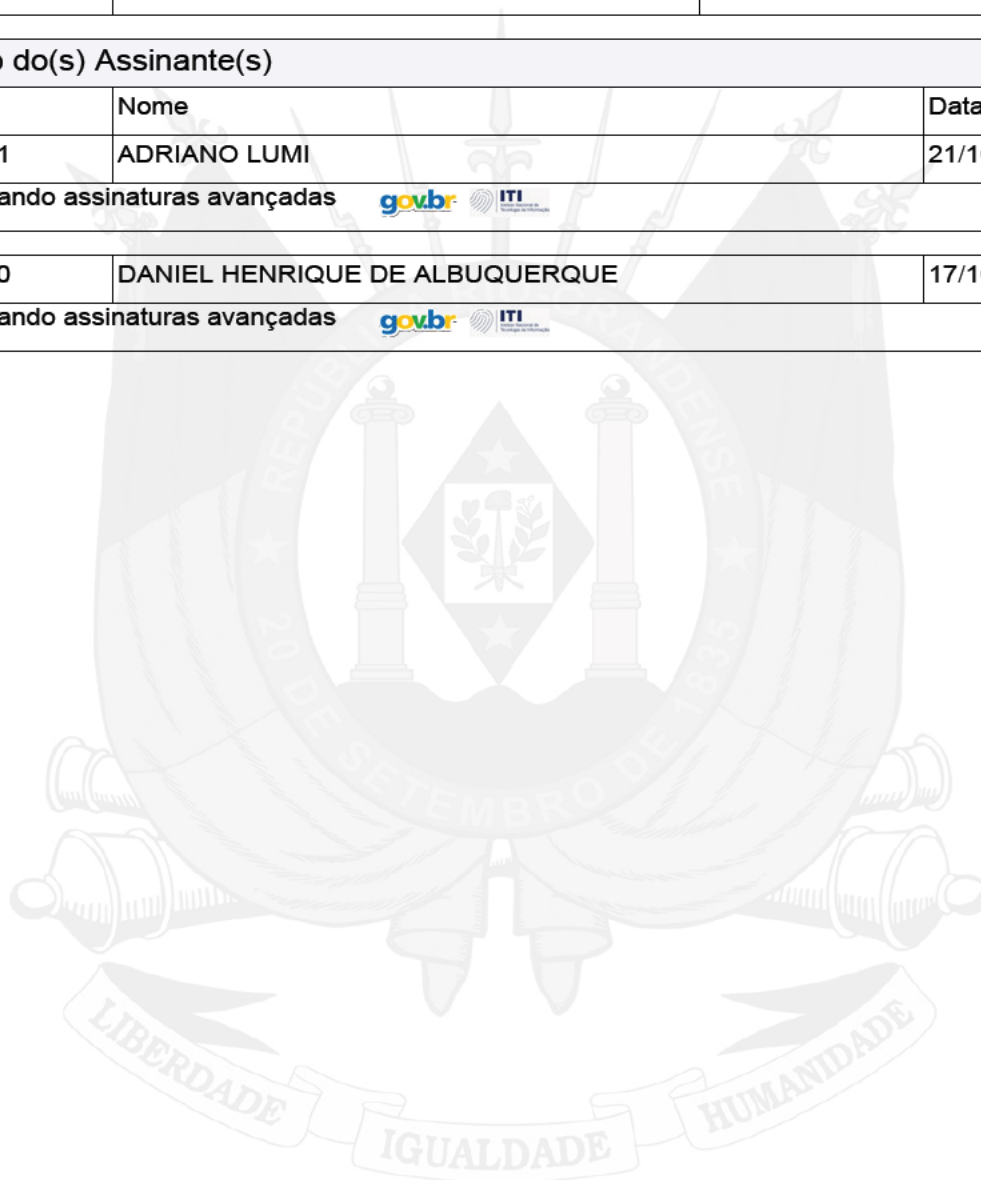 o do(s) Assinante(s)
Nome Data
1 ADRIANO LUMI 21/1
ando assinaturas avançadas gov.br ITI
0 DANIEL HENRIQUE DE ALBUQUERQUE 17/1
ando assinaturas avançadas gov.br ITI
REPÚBLICA RIO-GRANDENSE
20 DE SETEMBRO DE 1835
LIBERDADE
IGUALDADE
HUMANIDADE